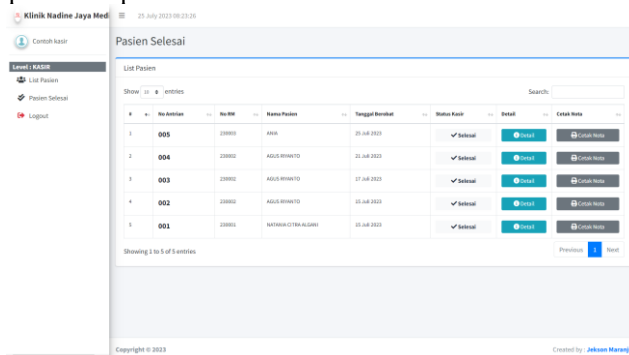 Klinik Nadine Jaya Med
25 July 2023 08:23:26
Contoh kasir
Pasien Selesai
Level : KASIR
List Pasien
Pasien Selesai
Logout
List Pasien
Show 10 entries
Search:
# No Antrian No RM Nama Pasien Tanggal Berobat Status Kasir Detail Cetak Nota
1 005 230003 ANIA 25 Juli 2023 Selesai Detail Cetak Nota
2 004 230002 AGUS RIYANTO 21 Juli 2023 Selesai Detail Cetak Nota
3 003 230002 AGUS RIYANTO 17 Juli 2023 Selesai Detail Cetak Nota
4 002 230002 AGUS RIYANTO 15 Juli 2023 Selesai Detail Cetak Nota
5 001 230001 NATANIA CITRA ALGANI 15 Juli 2023 Selesai Detail Cetak Nota
Showing 1 to 5 of 5 entries
Previous 1 Next
Copyright © 2023
Created by : Jekson Maranj